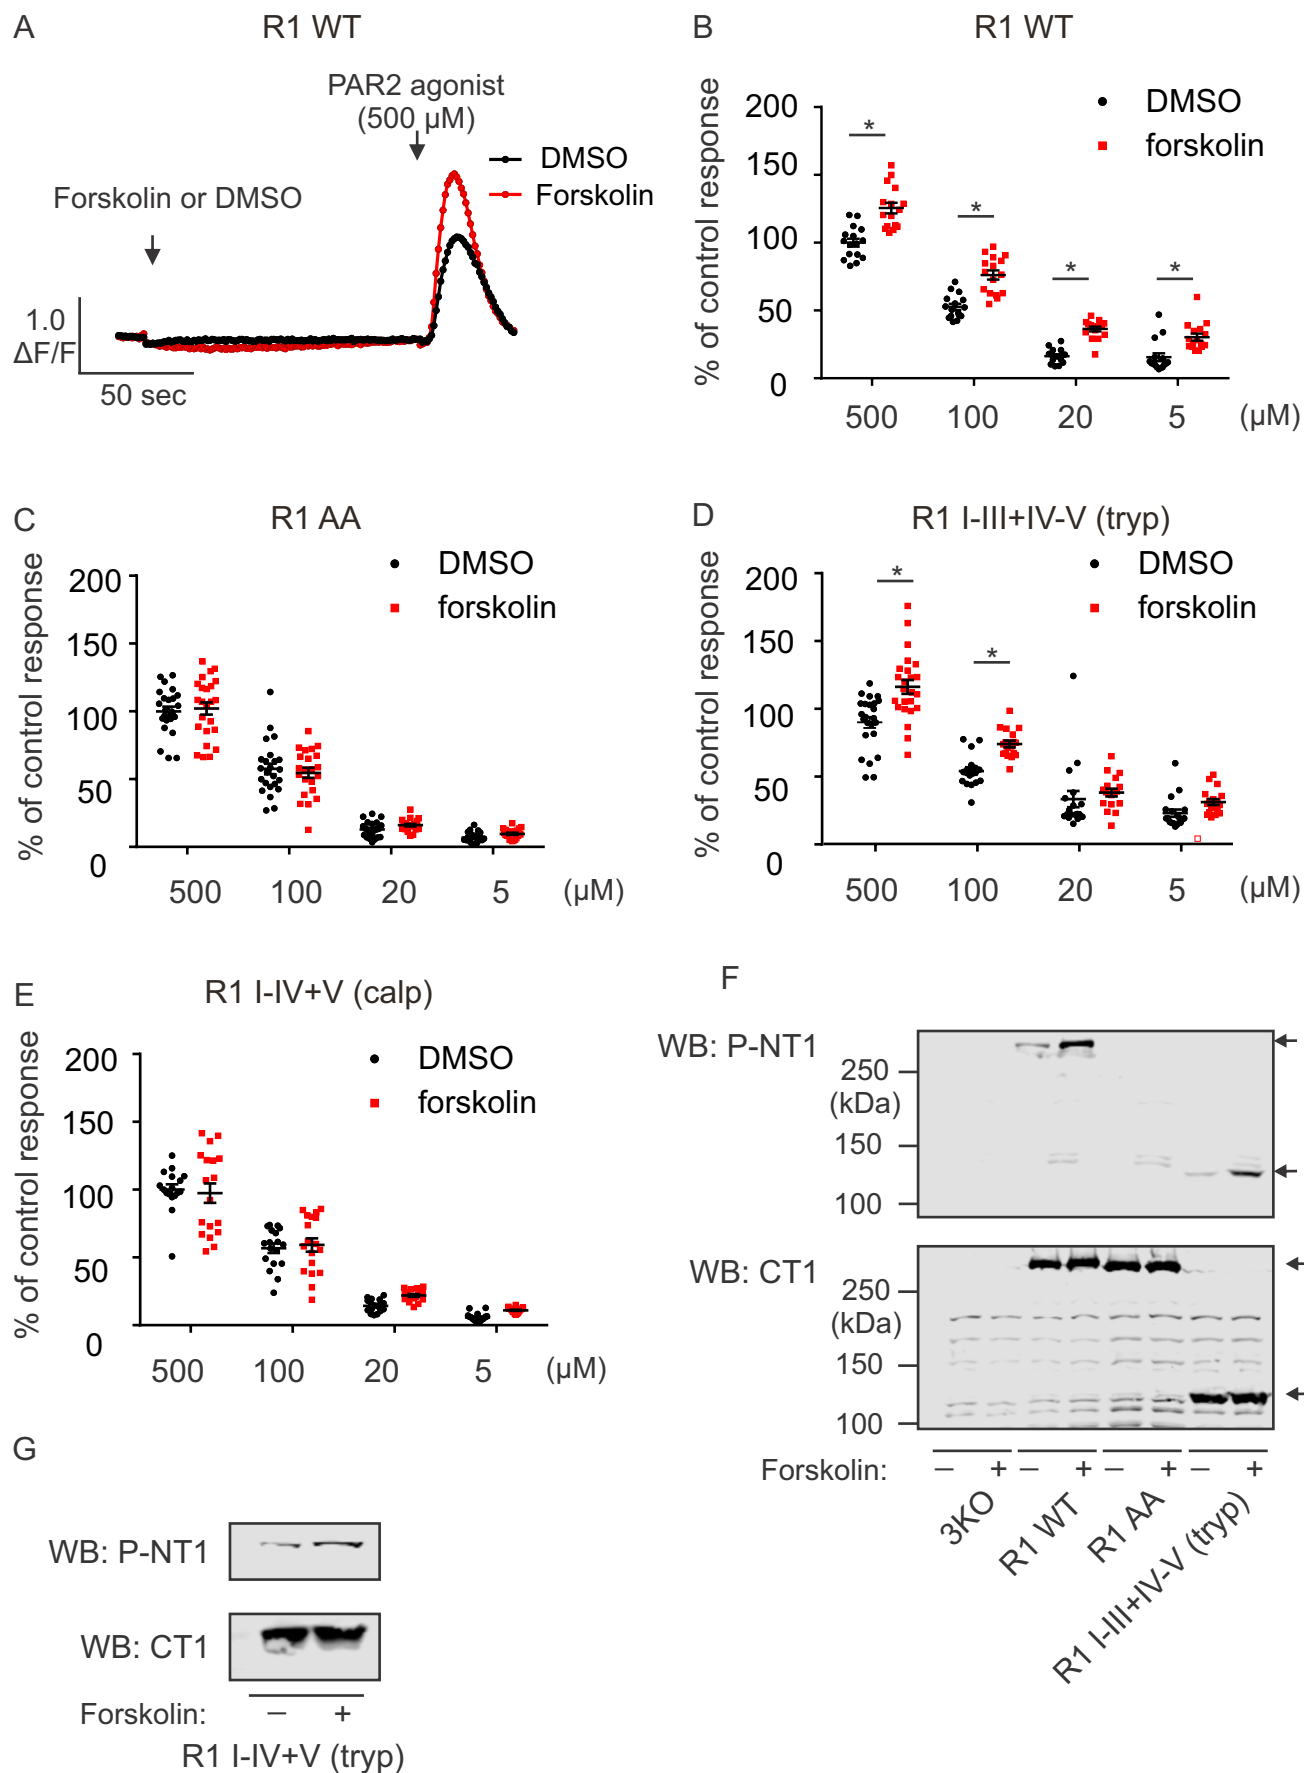 A
R1 WT
PAR2 agonist
(500 µM)
DMSO
Forskolin
Forskolin or DMSO
1.0
ΔF/F
50 sec
B
R1 WT
DMSO
forskolin
% of control response
200
150
100
50
0
*
*
*
*
500
100
20
5
(µM)
C
R1 AA
DMSO
forskolin
% of control response
200
150
100
50
0
500
100
20
5
(µM)
D
R1 I-III+IV-V (tryp)
DMSO
forskolin
% of control response
200
150
100
50
0
*
*
500
100
20
5
(µM)
E
R1 I-IV+V (calp)
DMSO
forskolin
% of control response
200
150
100
50
0
500
100
20
5
(µM)
F
WB: P-NT1
250
(kDa)
150
100
WB: CT1
250
(kDa)
150
100
Forskolin:
– + – + – + – +
3KO
R1 WT
R1 AA
R1 I-III+IV-V (tryp)
G
WB: P-NT1
WB: CT1
Forskolin:
– +
R1 I-IV+V (tryp)